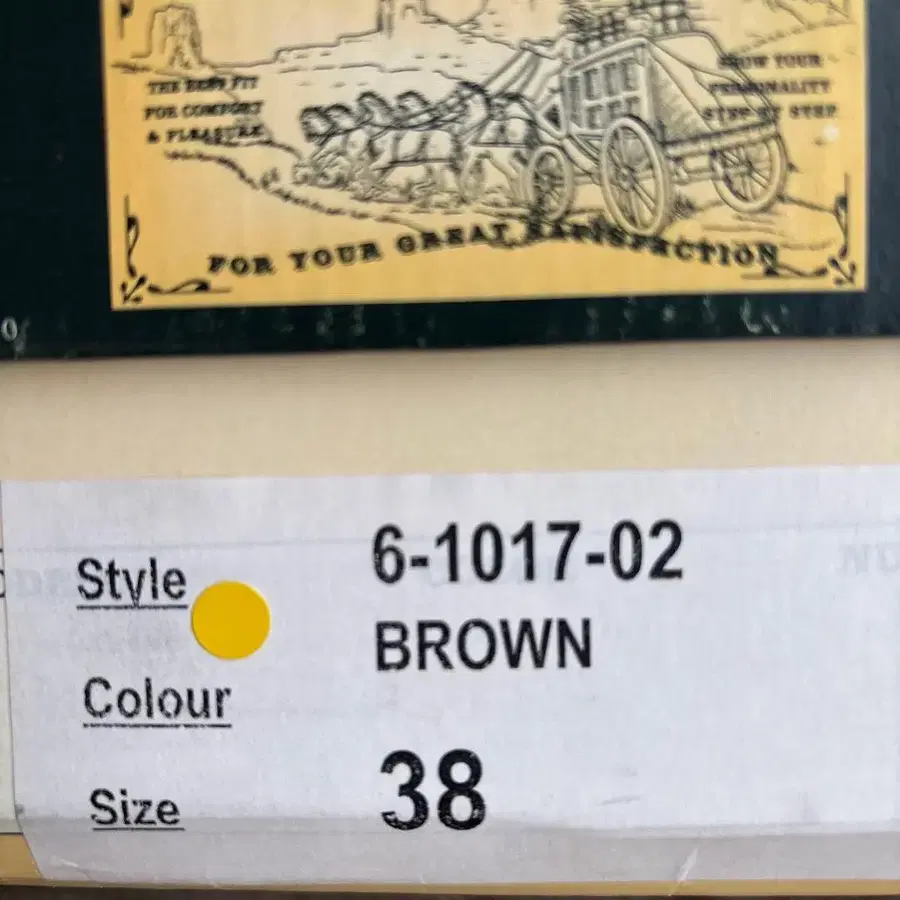 THE BEST FIT
FOR COMFORT
& PLEASURE
SHOW YOUR
PERSONALITY
STEP BY STEP
FOR YOUR GREAT SATISFACTION
Style
6-1017-02
BROWN
Colour
Size
38